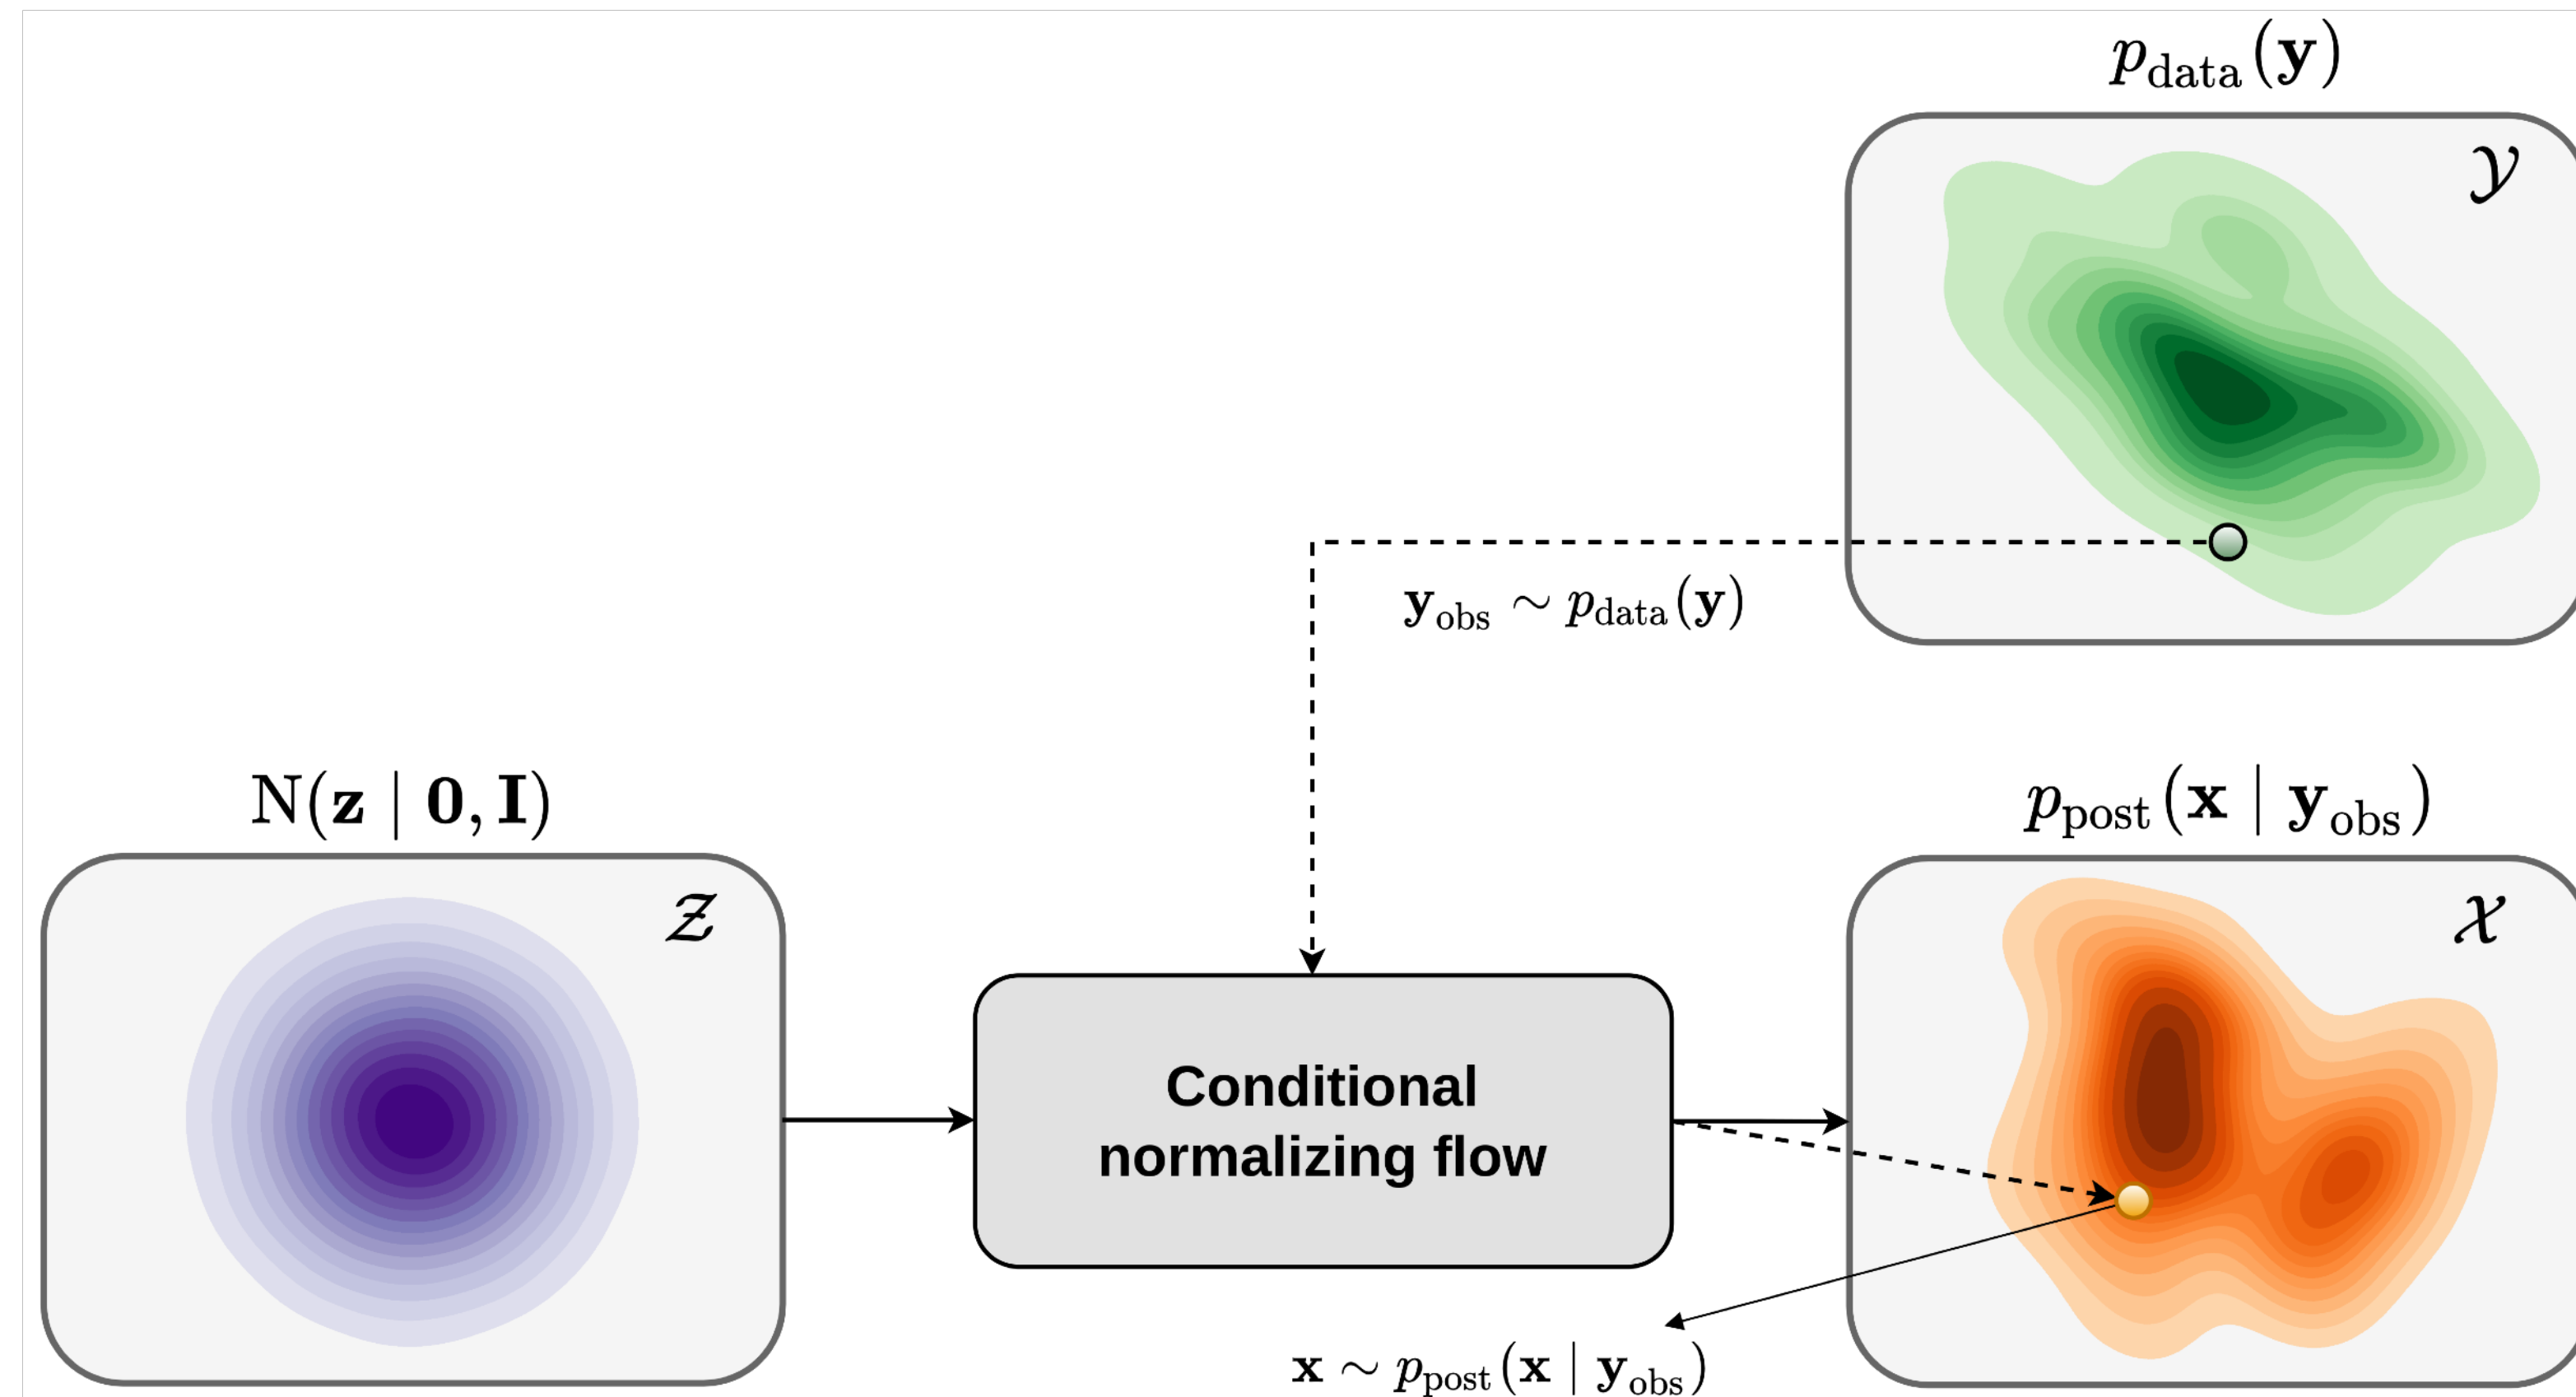 p_data(y)
𝒴
y_obs ∼ p_data(y)
N(z | 0, I)
𝒵
p_post(x | y_obs)
𝒳
Conditional
normalizing flow
x ∼ p_post(x | y_obs)